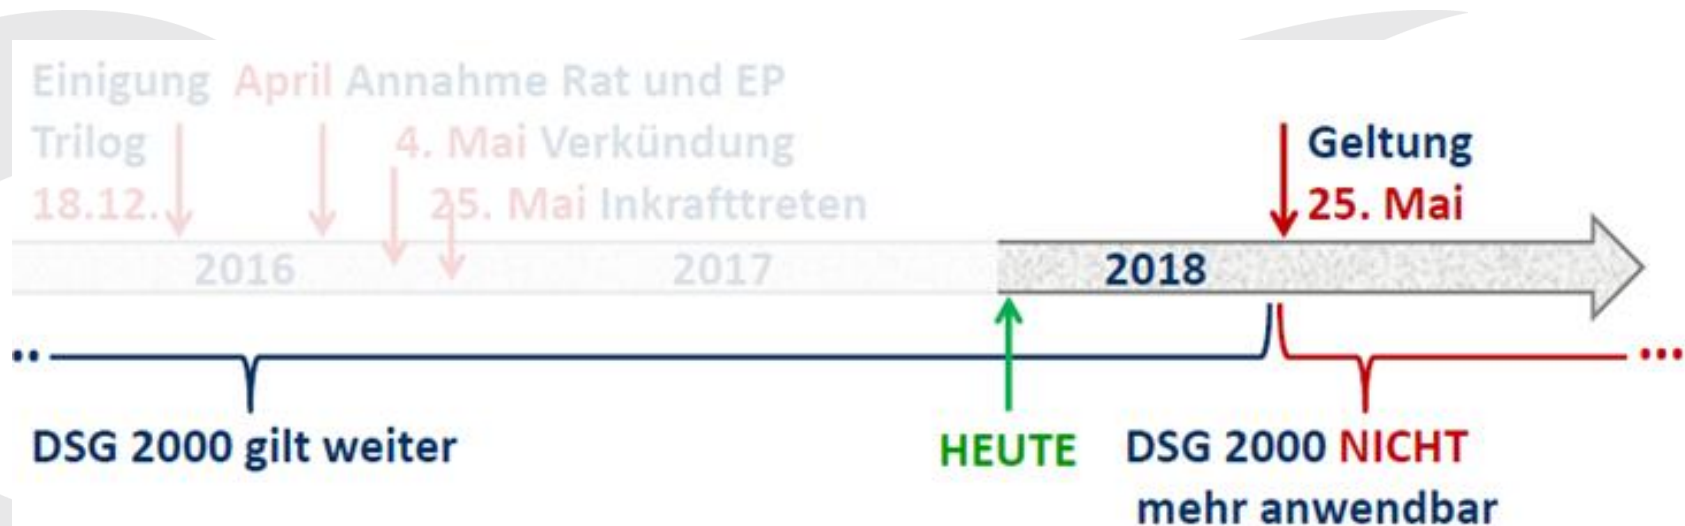 Einigung April Annahme Rat und EP
Trilog 4. Mai Verkündung
18.12. 25. Mai Inkrafttreten
Geltung
25. Mai
2016 2017 2018
.. ...
DSG 2000 gilt weiter
HEUTE
DSG 2000 NICHT
mehr anwendbar